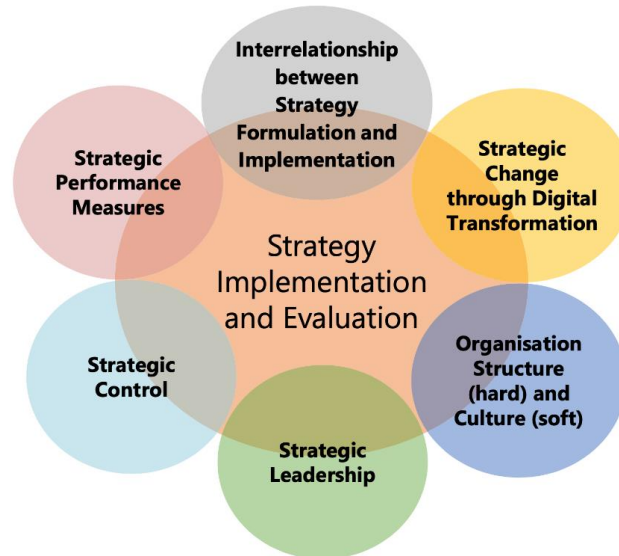 Interrelationship
between
Strategy
Formulation and
Implementation
Strategic
Performance
Measures
Strategic
Change
through Digital
Transformation
Strategy
Implementation
and Evaluation
Strategic
Control
Organisation
Structure
(hard) and
Culture (soft)
Strategic
Leadership